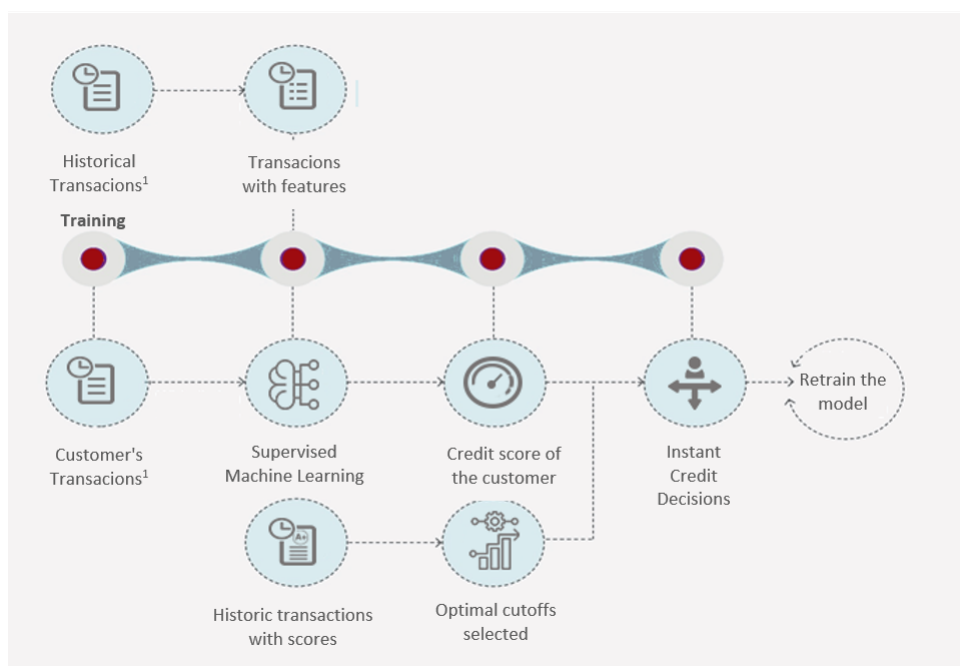 Historical
Transacions¹
Transacions
with features
Training
Customer's
Transacions¹
Supervised
Machine Learning
Credit score of
the customer
Instant
Credit
Decisions
Retrain the
model
A+
Historic transactions
with scores
Optimal cutoffs
selected